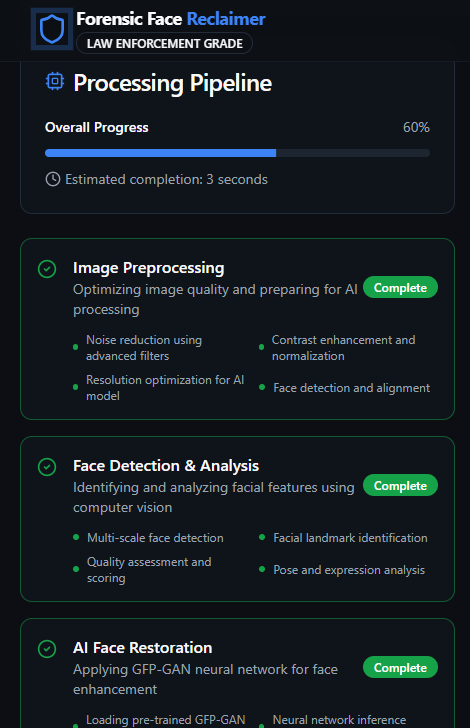 Forensic Face Reclaimer
LAW ENFORCEMENT GRADE
Processing Pipeline
Overall Progress
60%
Estimated completion: 3 seconds
Image Preprocessing
Optimizing image quality and preparing for AI
processing
Complete
Noise reduction using
advanced filters
Contrast enhancement and
normalization
Resolution optimization for AI
model
Face detection and alignment
Face Detection & Analysis
Identifying and analyzing facial features using
computer vision
Complete
Multi-scale face detection
Facial landmark identification
Quality assessment and
scoring
Pose and expression analysis
AI Face Restoration
Applying GFP-GAN neural network for face
enhancement
Complete
Loading pre-trained GFP-GAN
Neural network inference